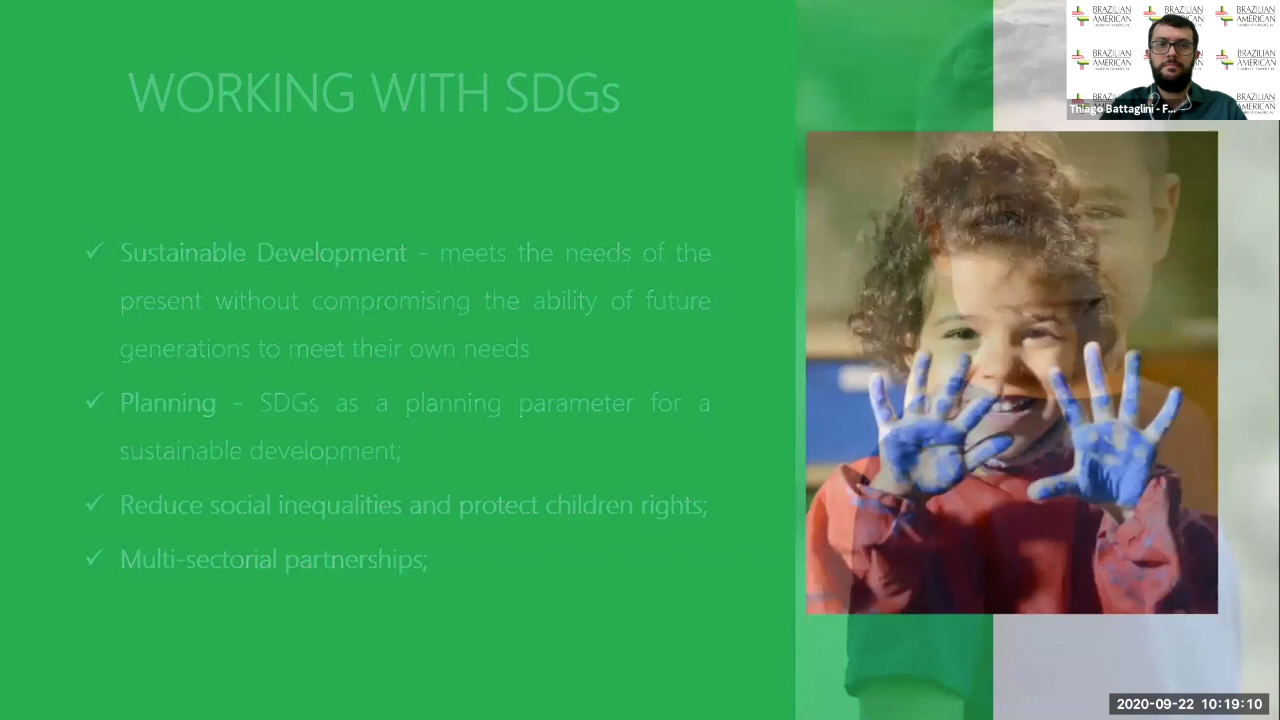 WORKING WITH SDGs
BRAZILIAN
AMERICAN
BRAZILIAN
AMERICAN
BRAZILIAN
AMERICAN
BRAZILIAN
AMERICAN
Thiago Battaglini - F...
✓ Sustainable Development - meets the needs of the
present without compromising the ability of future
generations to meet their own needs
✓ Planning - SDGs as a planning parameter for a
sustainable development;
✓ Reduce social inequalities and protect children rights;
✓ Multi-sectorial partnerships;
2020-09-22 10:19:10